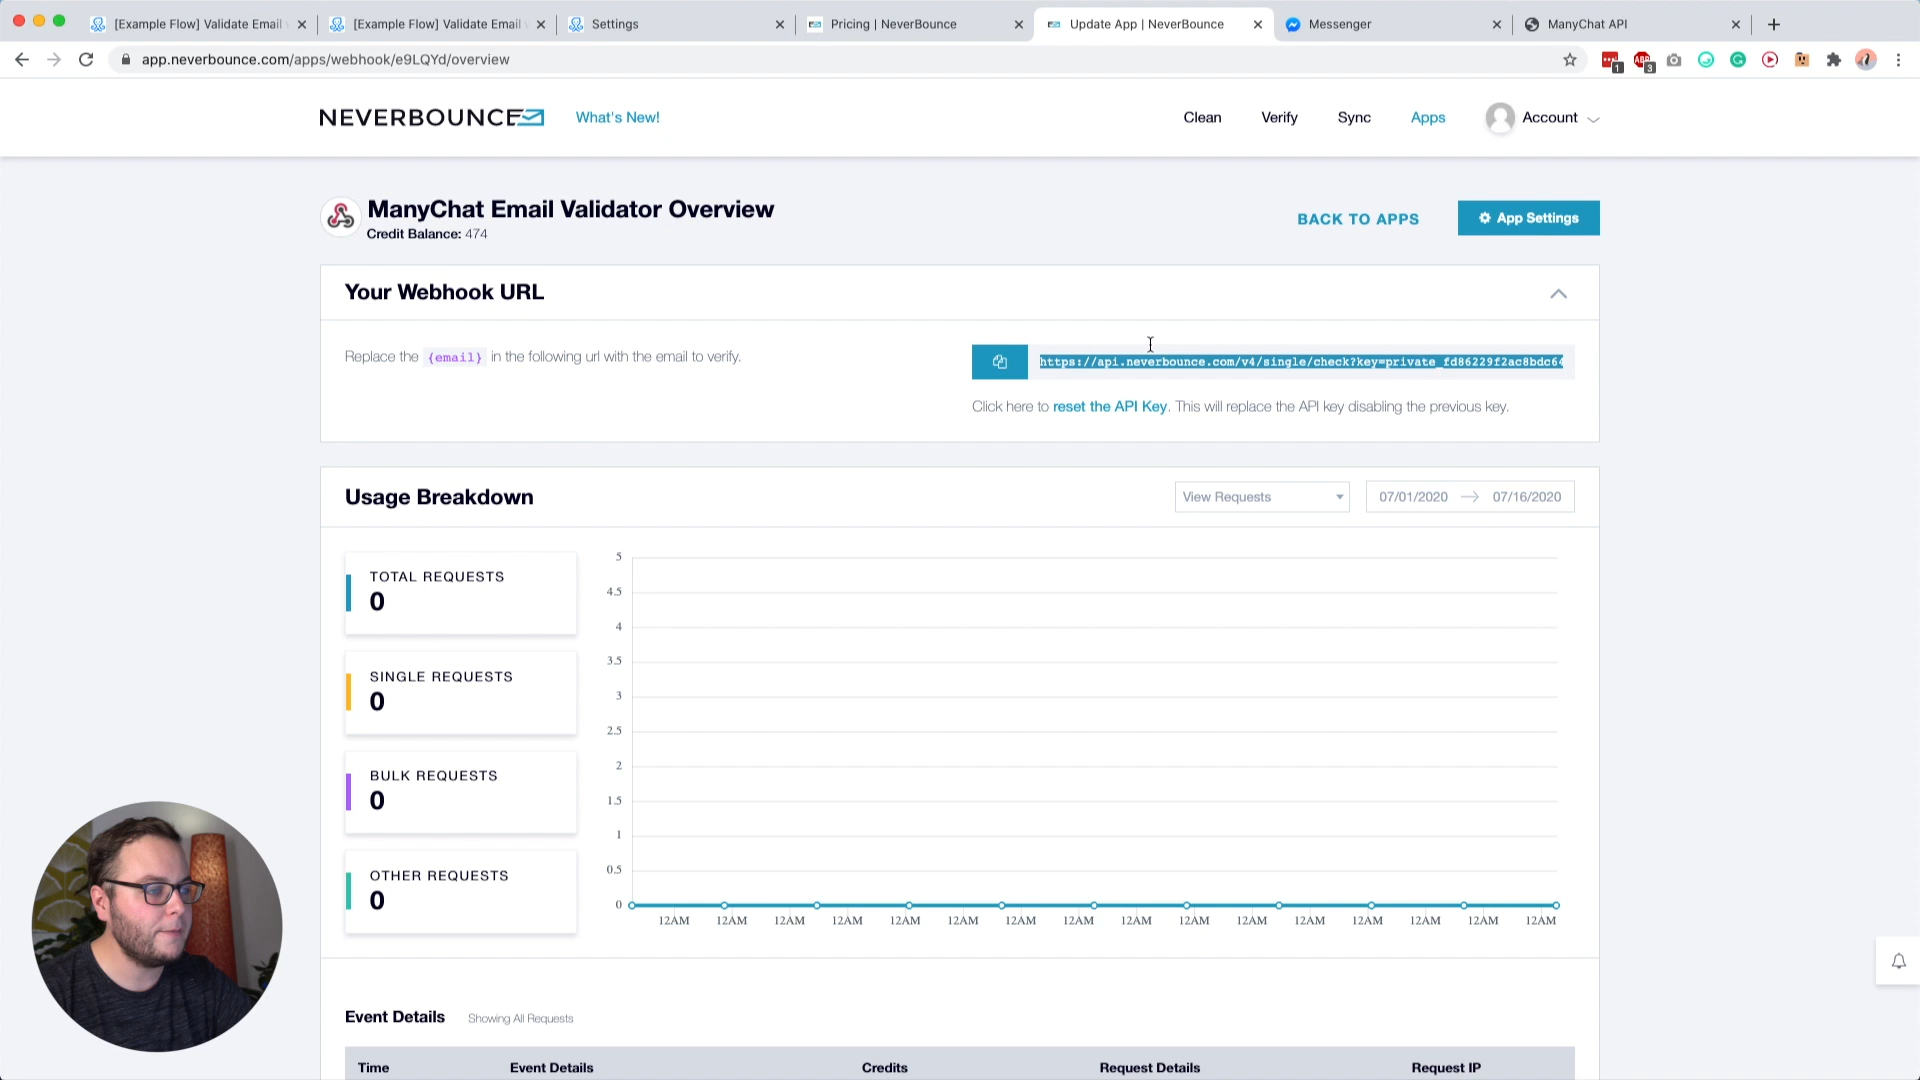 [Example Flow] Validate Email
[Example Flow] Validate Email
Settings
Pricing | NeverBounce
Update App | NeverBounce
Messenger
ManyChat API
app.neverbounce.com/apps/webhook/e9LQYd/overview
1
ABP
3
NEVERBOUNCE
What's New!
Clean
Verify
Sync
Apps
Account
ManyChat Email Validator Overview
Credit Balance: 474
BACK TO APPS
App Settings
Your Webhook URL
Replace the {email} in the following url with the email to verify.
https://api.neverbounce.com/v4/single/check?key=private_fd86229f2ac8bdc64
Click here to reset the API Key. This will replace the API key disabling the previous key.
Usage Breakdown
View Requests
07/01/2020
07/16/2020
TOTAL REQUESTS
0
SINGLE REQUESTS
0
BULK REQUESTS
0
OTHER REQUESTS
0
5
4.5
4
3.5
3
2.5
2
1.5
1
0.5
0
12AM 12AM 12AM 12AM 12AM 12AM 12AM 12AM 12AM 12AM 12AM 12AM 12AM 12AM 12AM 12AM
Event Details
Showing All Requests
Time
Event Details
Credits
Request Details
Request IP